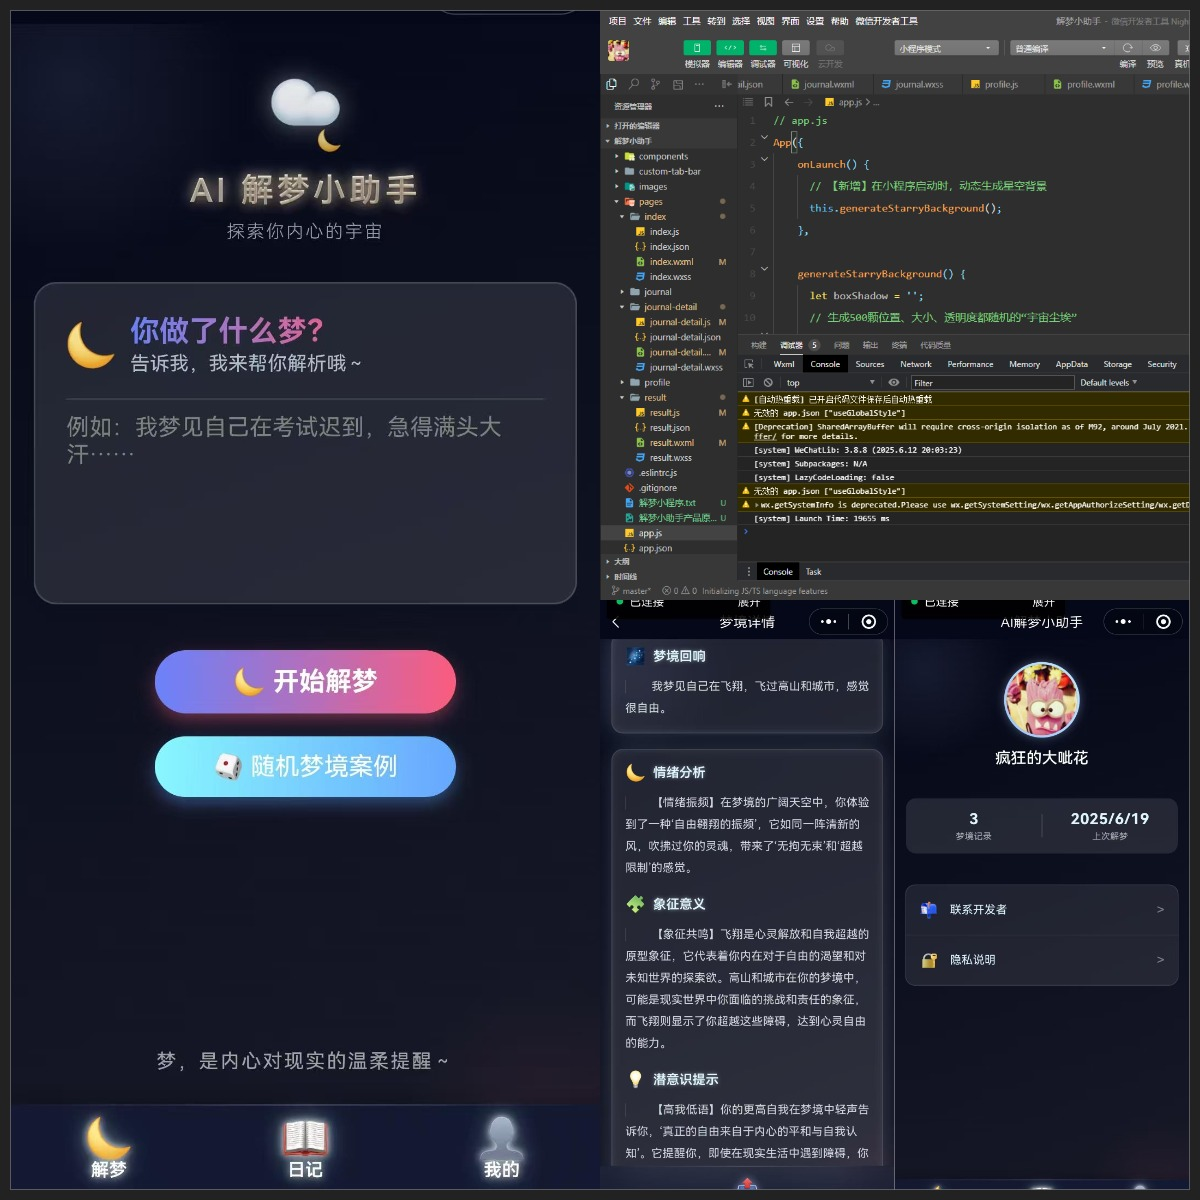 AI 解梦小助手
探索你内心的宇宙
你做了什么梦？
告诉我，我来帮你解析哦 ~
例如：我梦见自己在考试迟到，急得满头大
汗……
开始解梦
随机梦境案例
梦，是内心对现实的温柔提醒 ~
解梦
日记
我的
项目 文件 编辑 工具 转到 选择 视图 界面 设置 帮助 微信开发者工具
解梦小助手 - 微信开发者工具 Nigh
模拟器 编辑器 调试器 可视化 云开发
小程序模式
普通编译
编译 预览 真机
ail.json journal.wxml journal.wxss profile.js profile.wxml profile.w
资源管理器
打开的编辑器
解梦小助手
components
custom-tab-bar
images
pages
index
index.js
index.json
index.wxml M
index.wxss
journal
journal-detail
journal-detail.js M
journal-detail.json
journal-detail.... M
journal-detail.wxss
profile
result
result.js M
result.json
result.wxml M
result.wxss
.eslintrc.js
.gitignore
解梦小程序.txt U
解梦小助手产品原... U
app.js
app.json
大纲
时间线
app.js > ...
1 // app.js
2 App({
3 onLaunch() {
4 // 【新增】在小程序启动时，动态生成星空背景
5 this.generateStarryBackground();
6 },
7
8 generateStarryBackground() {
9 let boxShadow = '';
10 // 生成500颗位置、大小、透明度都随机的“宇宙尘埃”
构建 调试器 5 问题 输出 终端 代码质量
Wxml Console Sources Network Performance Memory AppData Storage Security
top Filter Default levels
[自动热重载] 已开启代码文件保存后自动热重载
无效的 app.json ["useGlobalStyle"]
[Deprecation] SharedArrayBuffer will require cross-origin isolation as of M92, around July 2021.
ffer/ for more details.
[system] WeChatLib: 3.8.8 (2025.6.12 20:03:23)
[system] Subpackages: N/A
[system] LazyCodeLoading: false
无效的 app.json ["useGlobalStyle"]
wx.getSystemInfo is deprecated.Please use wx.getSystemSetting/wx.getAppAuthorizeSetting/wx.getD
[system] Launch Time: 19655 ms
Console Task
master* 0 0 Initializing JS/TS language features
已连接 展开
梦境详情
梦境回响
我梦见自己在飞翔，飞过高山和城市，感觉
很自由。
情绪分析
【情绪振频】在梦境的广阔天空中，你体验
到了一种‘自由翱翔的振频’，它如同一阵清新的
风，吹拂过你的灵魂，带来了‘无拘无束’和‘超越
限制’的感觉。
象征意义
【象征共鸣】飞翔是心灵解放和自我超越的
原型象征，它代表着你内在对于自由的渴望和对
未知世界的探索欲。高山和城市在你的梦境中，
可能是现实世界中你面临的挑战和责任的象征，
而飞翔则显示了你超越这些障碍，达到心灵自由
的能力。
潜意识提示
【高我低语】你的更高自我在梦境中轻声告
诉你，‘真正的自由来自于内心的平和与自我认
知’。它提醒你，即使在现实生活中遇到障碍，你
已连接 展开
AI解梦小助手
疯狂的大呲花
3
梦境记录
2025/6/19
上次解梦
联系开发者 >
隐私说明 >